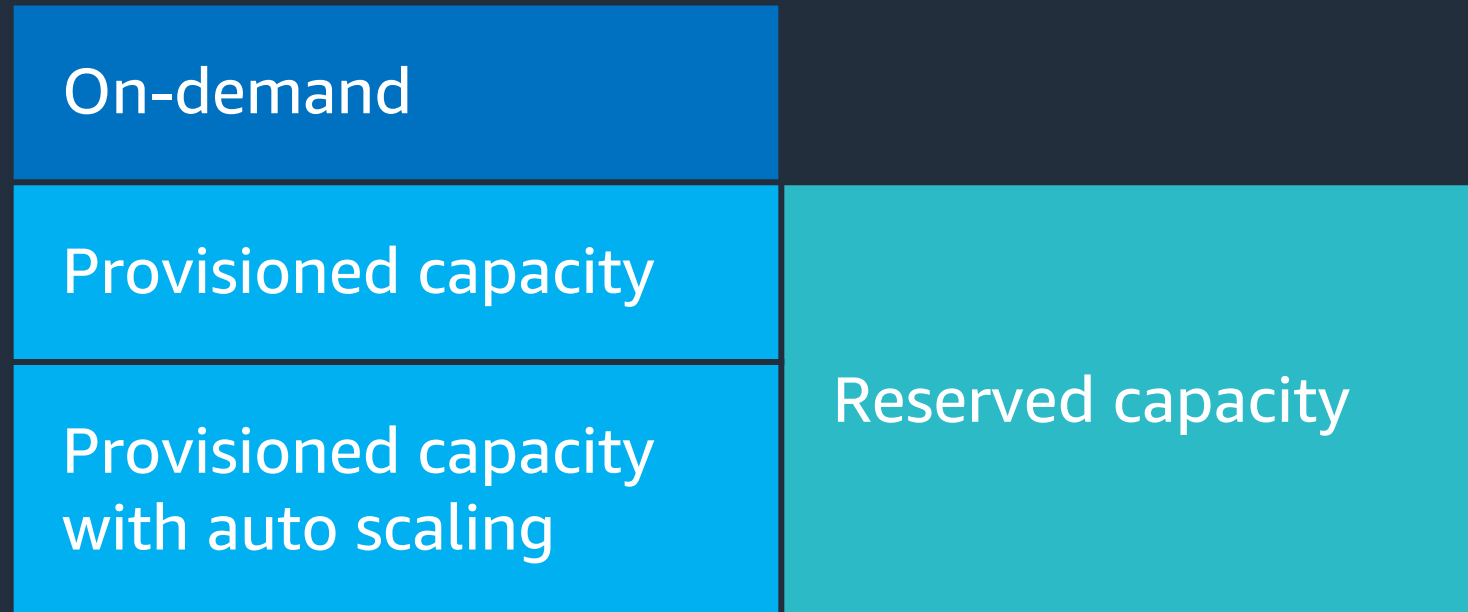 On-demand
Provisioned capacity
Provisioned capacity
with auto scaling
Reserved capacity